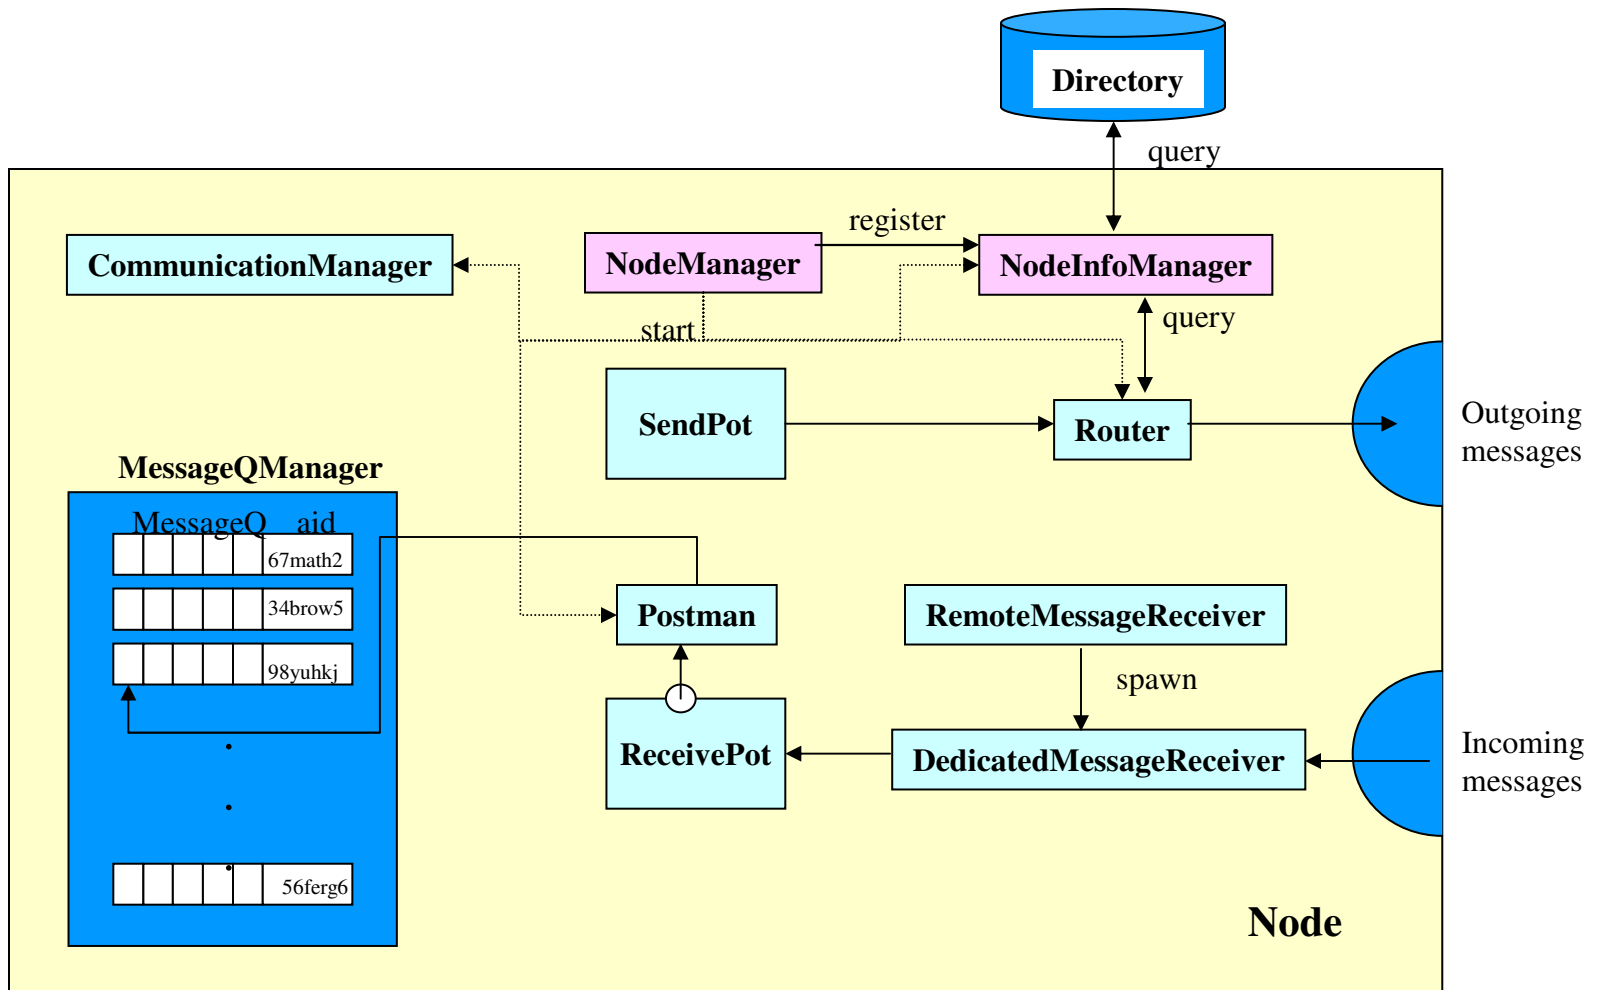 Directory
query
register
CommunicationManager
NodeManager
NodeInfoManager
start
query
SendPot
Router
Outgoing
messages
MessageQManager
MessageQ aid
67math2
34brow5
98yuhkj
Postman
RemoteMessageReceiver
spawn
ReceivePot
DedicatedMessageReceiver
Incoming
messages
56ferg6
Node